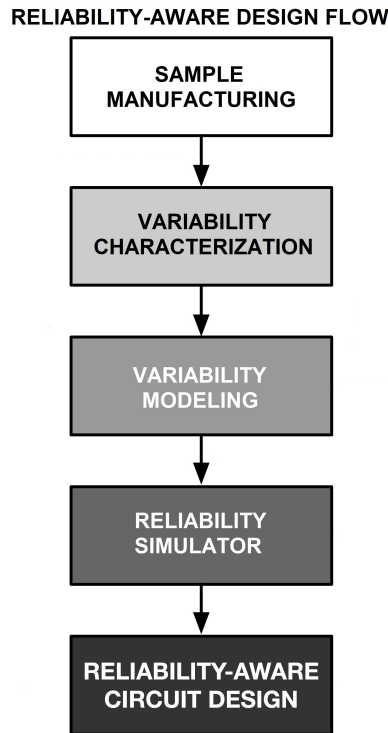 RELIABILITY-AWARE DESIGN FLOW
SAMPLE
MANUFACTURING
VARIABILITY
CHARACTERIZATION
VARIABILITY
MODELING
RELIABILITY
SIMULATOR
RELIABILITY-AWARE
CIRCUIT DESIGN